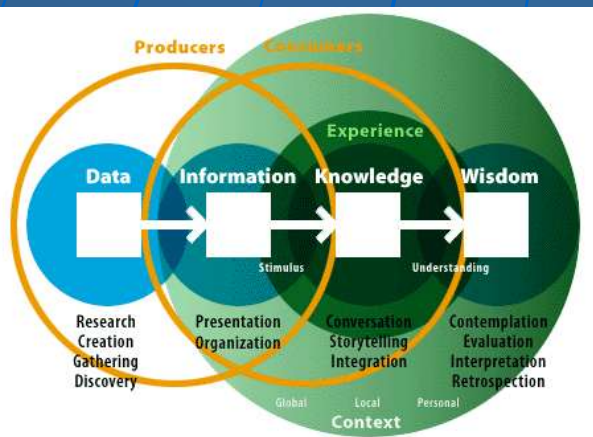 Producers
Consumers
Experience
Data
Information
Knowledge
Wisdom
Stimulus
Understanding
Research
Creation
Gathering
Discovery
Presentation
Organization
Conversation
Storytelling
Integration
Contemplation
Evaluation
Interpretation
Retrospection
Global
Local
Personal
Context